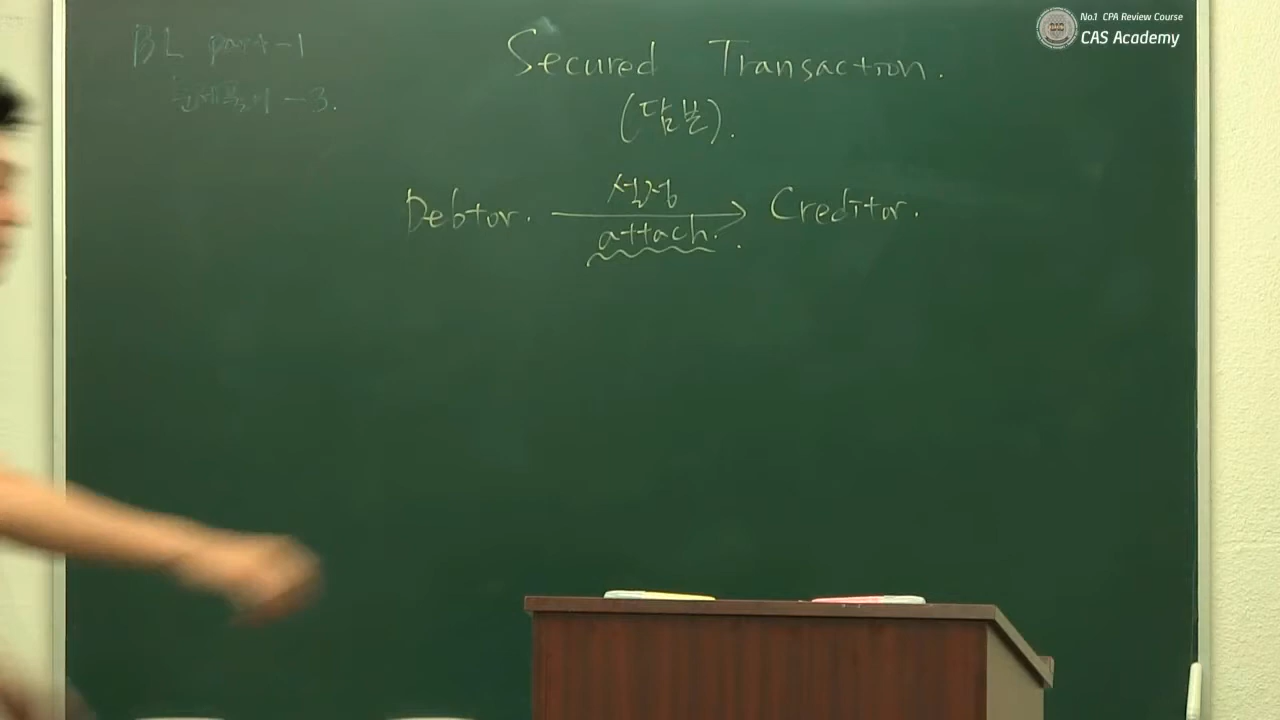 No.1 CPA Review Course
CAS Academy
BL part-1
문제풀이 -3.
Secured Transaction.
(담보).
Debtor. 설정 Creditor.
attach.